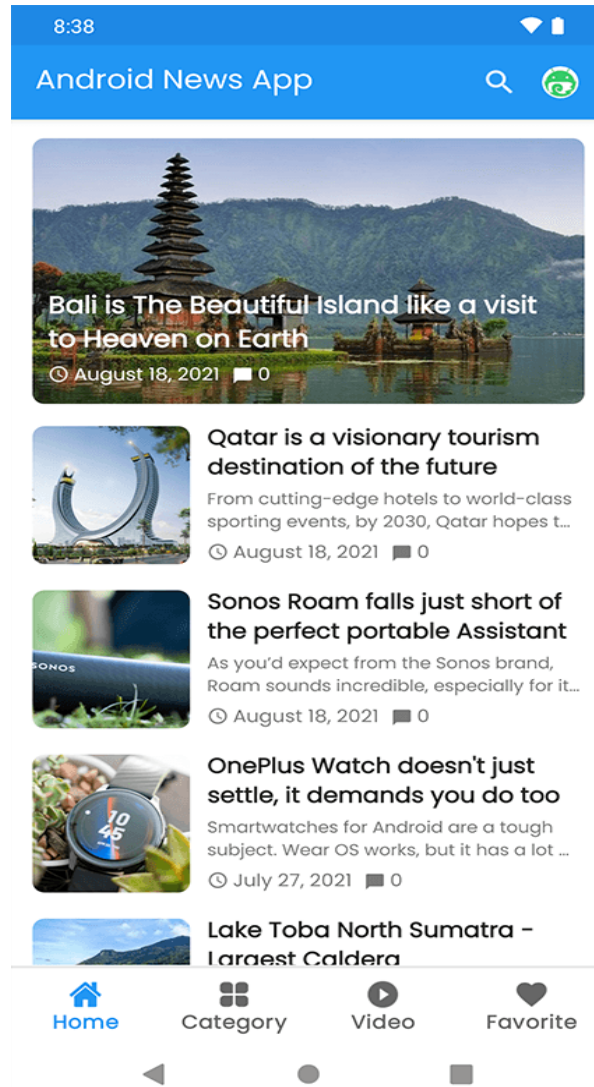 8:38
Android News App
Bali is The Beautiful Island like a visit
to Heaven on Earth
August 18, 2021 0
Qatar is a visionary tourism
destination of the future
From cutting-edge hotels to world-class
sporting events, by 2030, Qatar hopes t...
August 18, 2021 0
SONOS
Sonos Roam falls just short of
the perfect portable Assistant
As you'd expect from the Sonos brand,
Roam sounds incredible, especially for it...
August 18, 2021 0
10
45
OnePlus Watch doesn't just
settle, it demands you do too
Smartwatches for Android are a tough
subject. Wear OS works, but it has a lot ...
July 27, 2021 0
Lake Toba North Sumatra -
Largest Caldera
Home Category Video Favorite